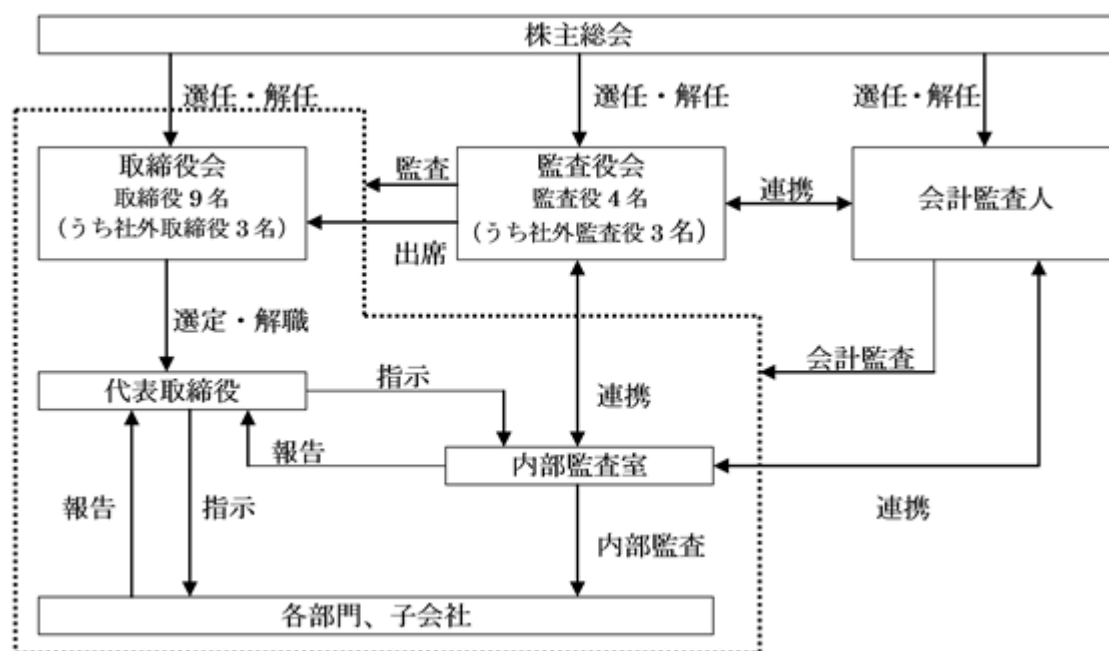 株主総会
選任・解任
選任・解任
選任・解任
取締役会
取締役9名
（うち社外取締役3名）
監査
出席
監査役会
監査役4名
（うち社外監査役3名）
連携
会計監査人
選定・解職
会計監査
代表取締役
指示
連携
報告
内部監査室
報告
指示
連携
内部監査
各部門、子会社